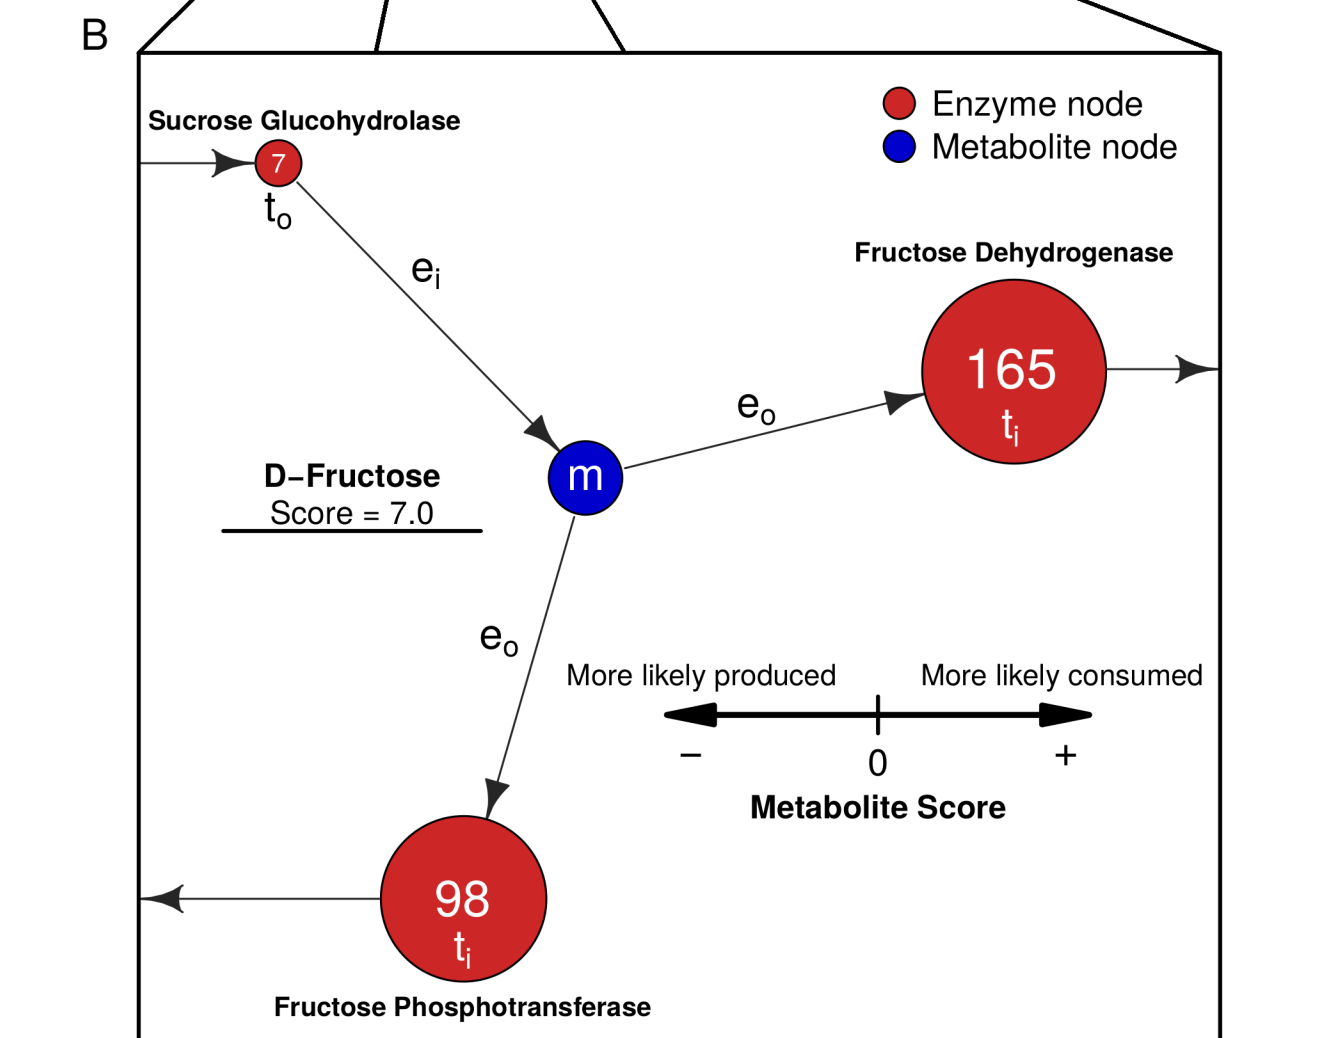 B
Sucrose Glucohydrolase
7
to
ei
Enzyme node
Metabolite node
Fructose Dehydrogenase
165
ti
eo
m
D−Fructose
Score = 7.0
eo
More likely produced
More likely consumed
− 0 +
Metabolite Score
98
ti
Fructose Phosphotransferase